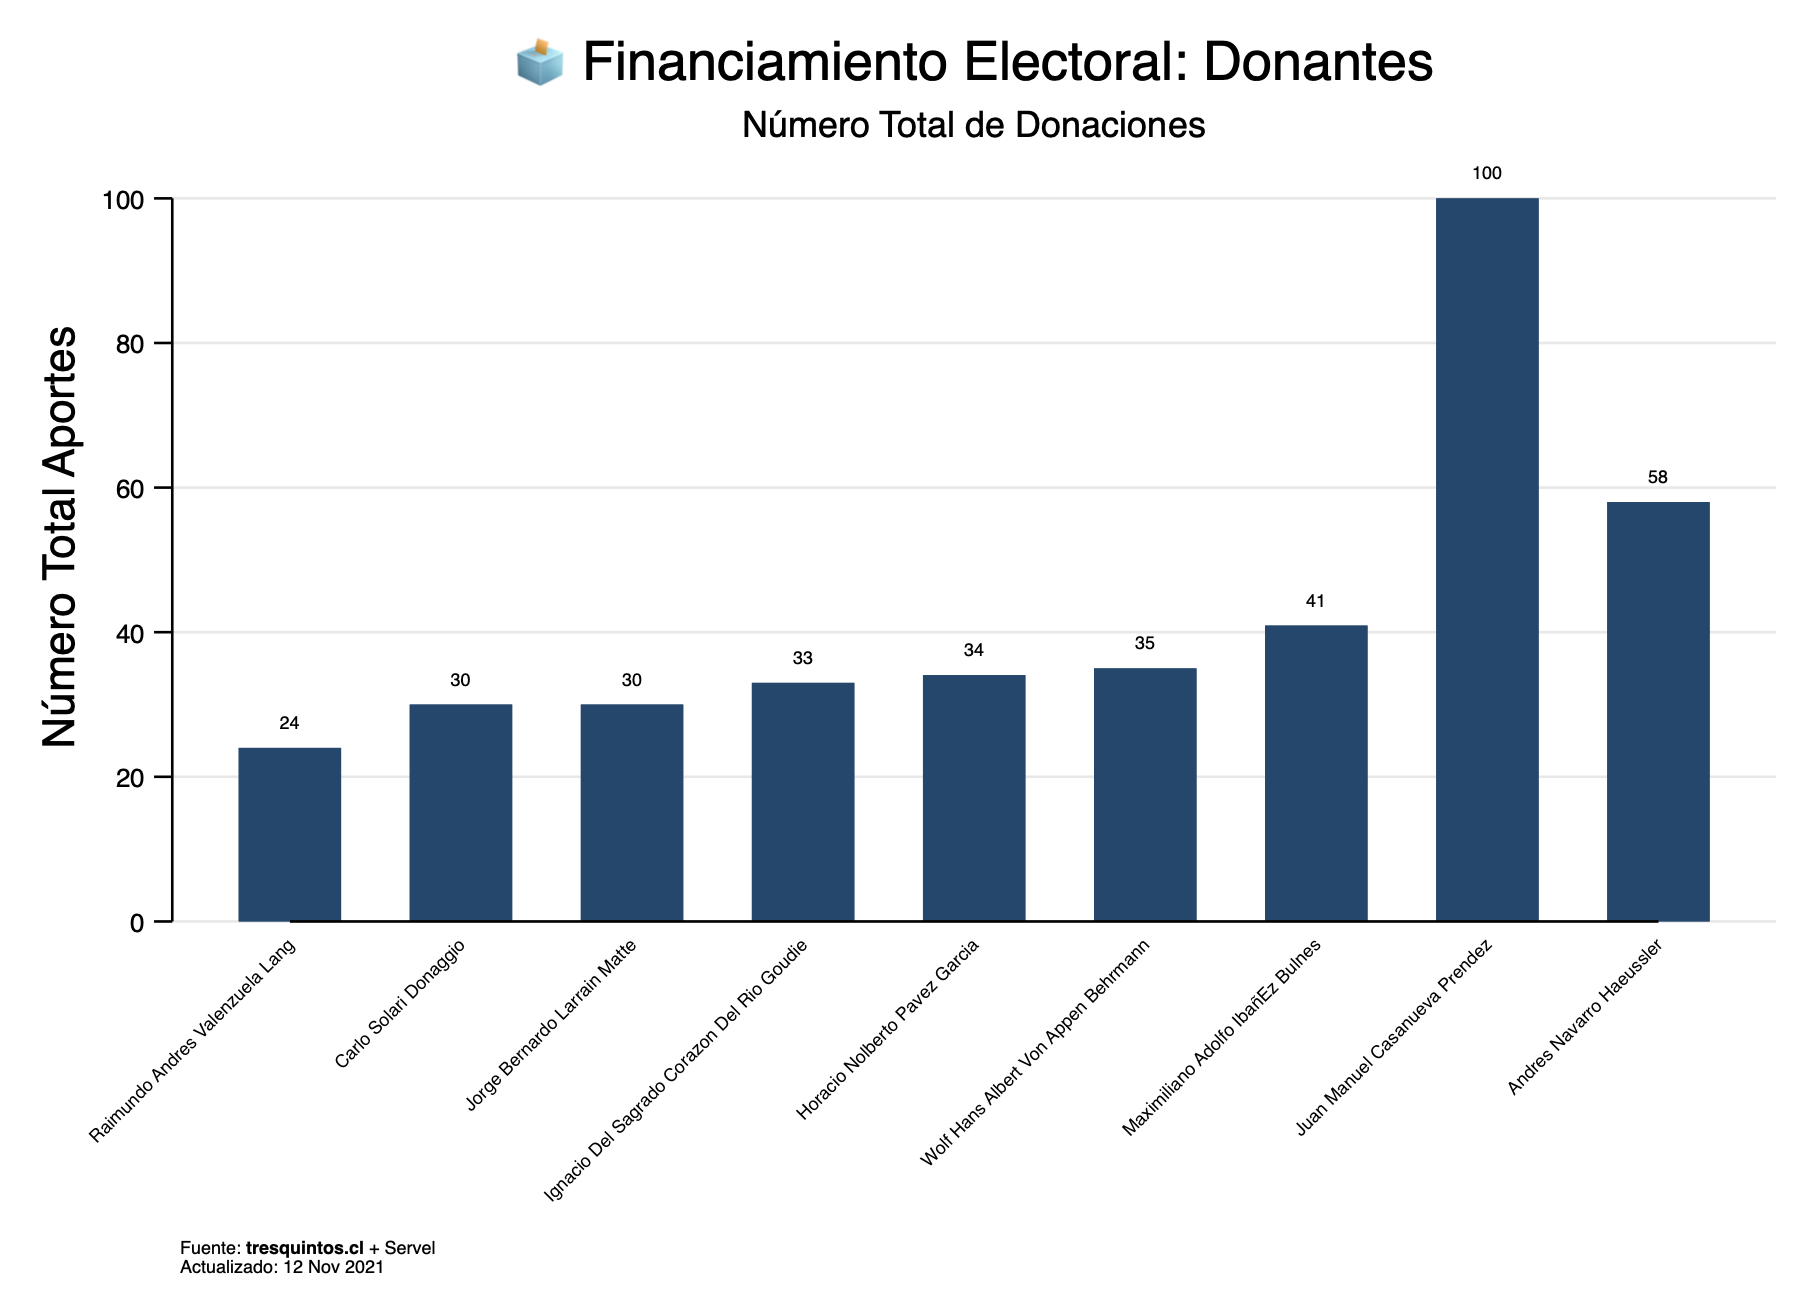 Financiamiento Electoral: Donantes
Número Total de Donaciones
Número Total Aportes
100
80
60
40
20
0
24
30
30
33
34
35
41
100
58
Raimundo Andres Valenzuela Lang
Carlo Solari Donaggio
Jorge Bernardo Larrain Matte
Ignacio Del Sagrado Corazon Del Rio Goudie
Horacio Nolberto Pavez Garcia
Wolf Hans Albert Von Appen Behrmann
Maximiliano Adolfo IbañEz Bulnes
Juan Manuel Casanueva Prendez
Andres Navarro Haeussler
Fuente: tresquintos.cl + Servel
Actualizado: 12 Nov 2021